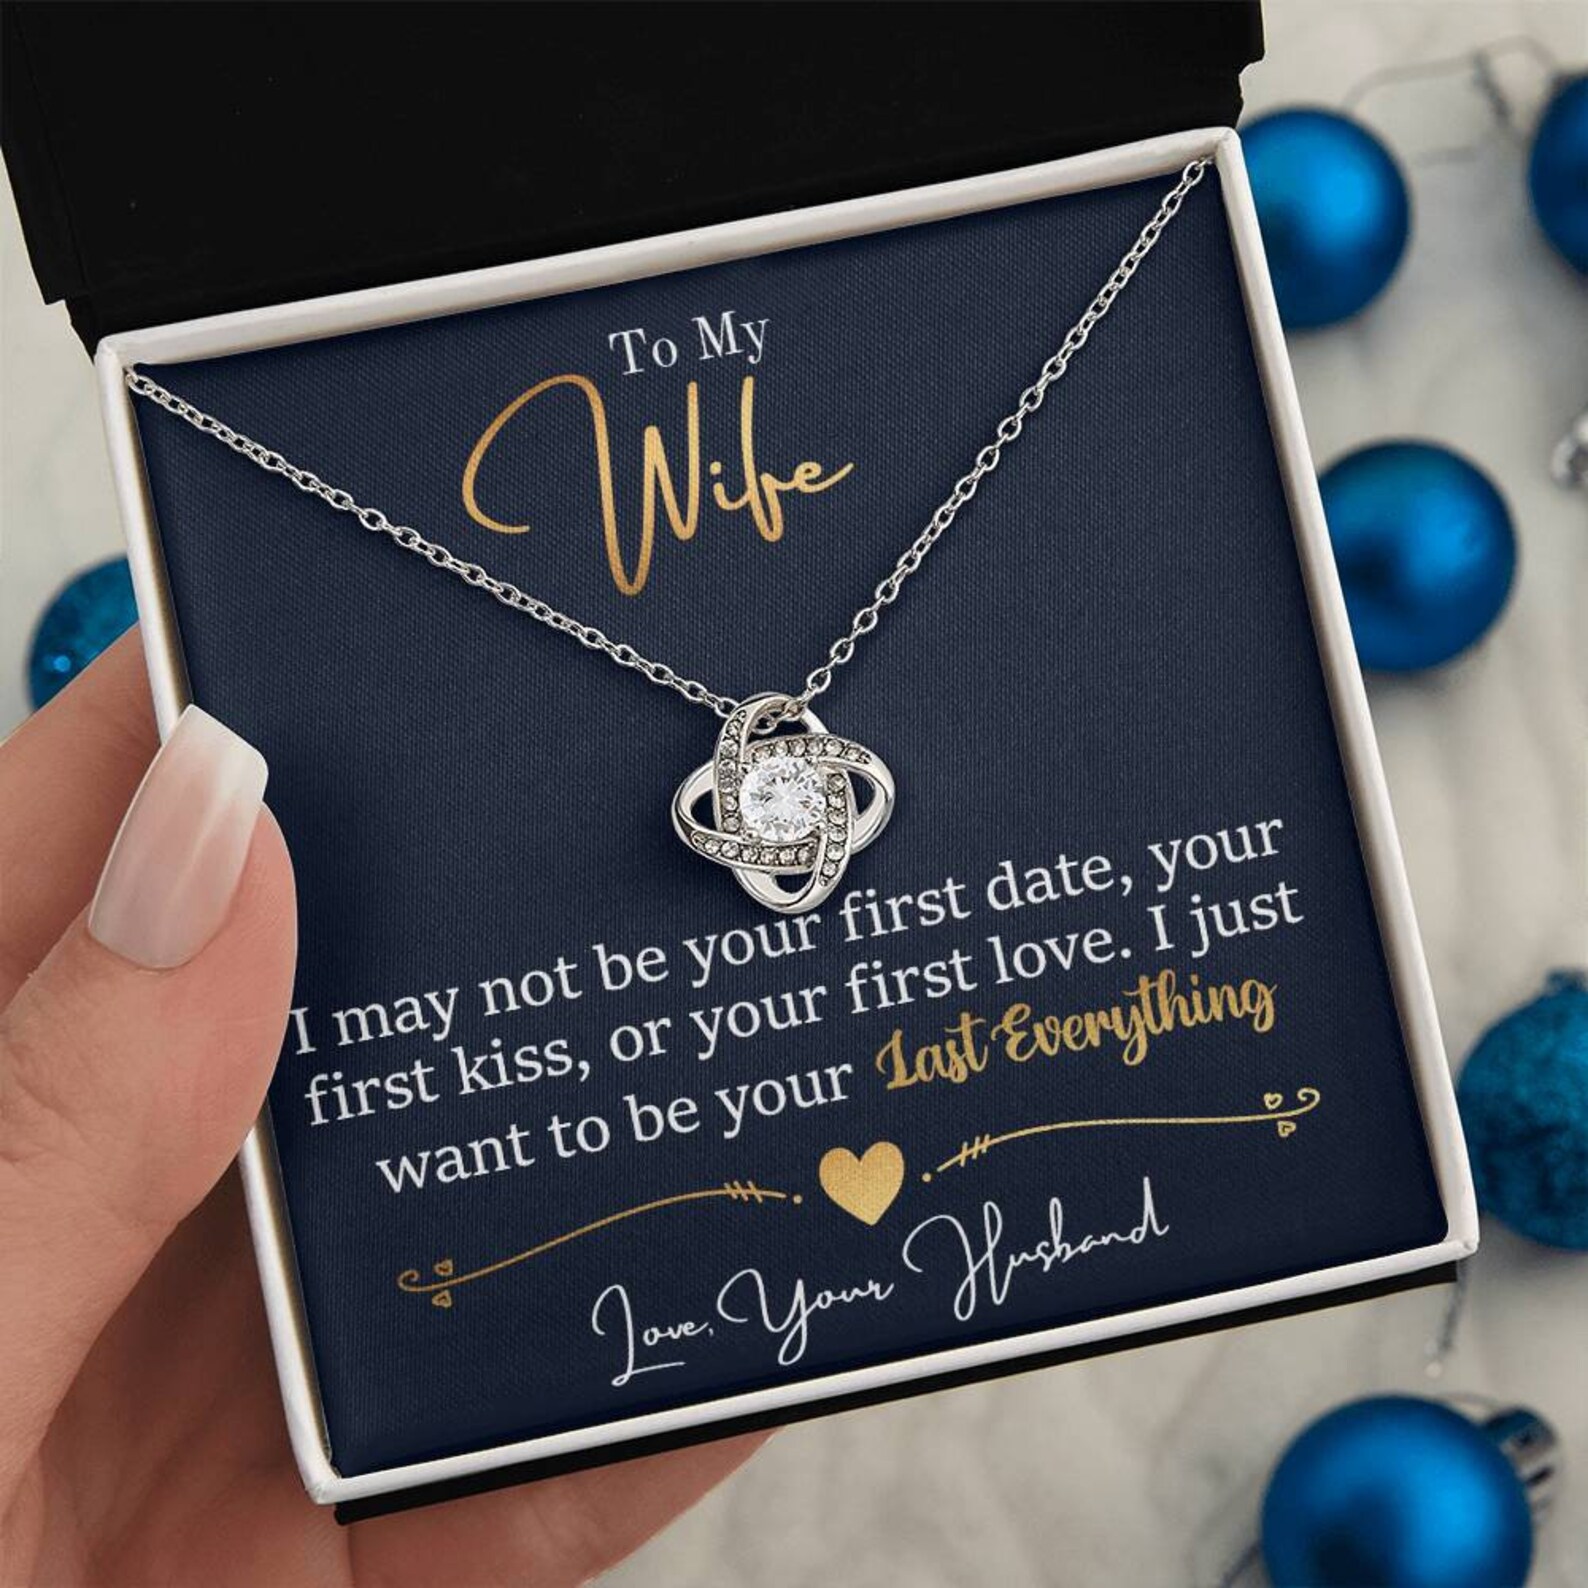 To My
Wife
I may not be your first date, your
first kiss, or your first love. I just
want to be your Last Everything
Love, Your Husband